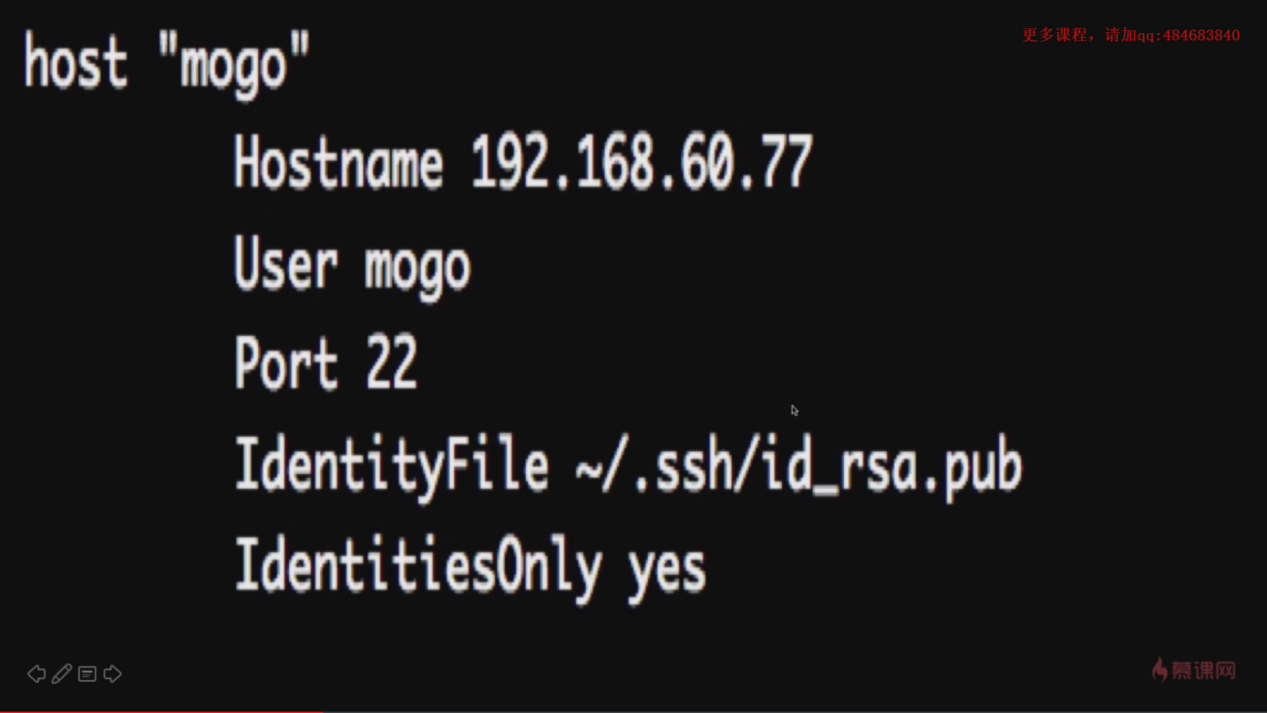 更多课程，请加qq:484683840
host "mogo"
Hostname 192.168.60.77
User mogo
Port 22
IdentityFile ~/.ssh/id_rsa.pub
IdentitiesOnly yes
慕课网